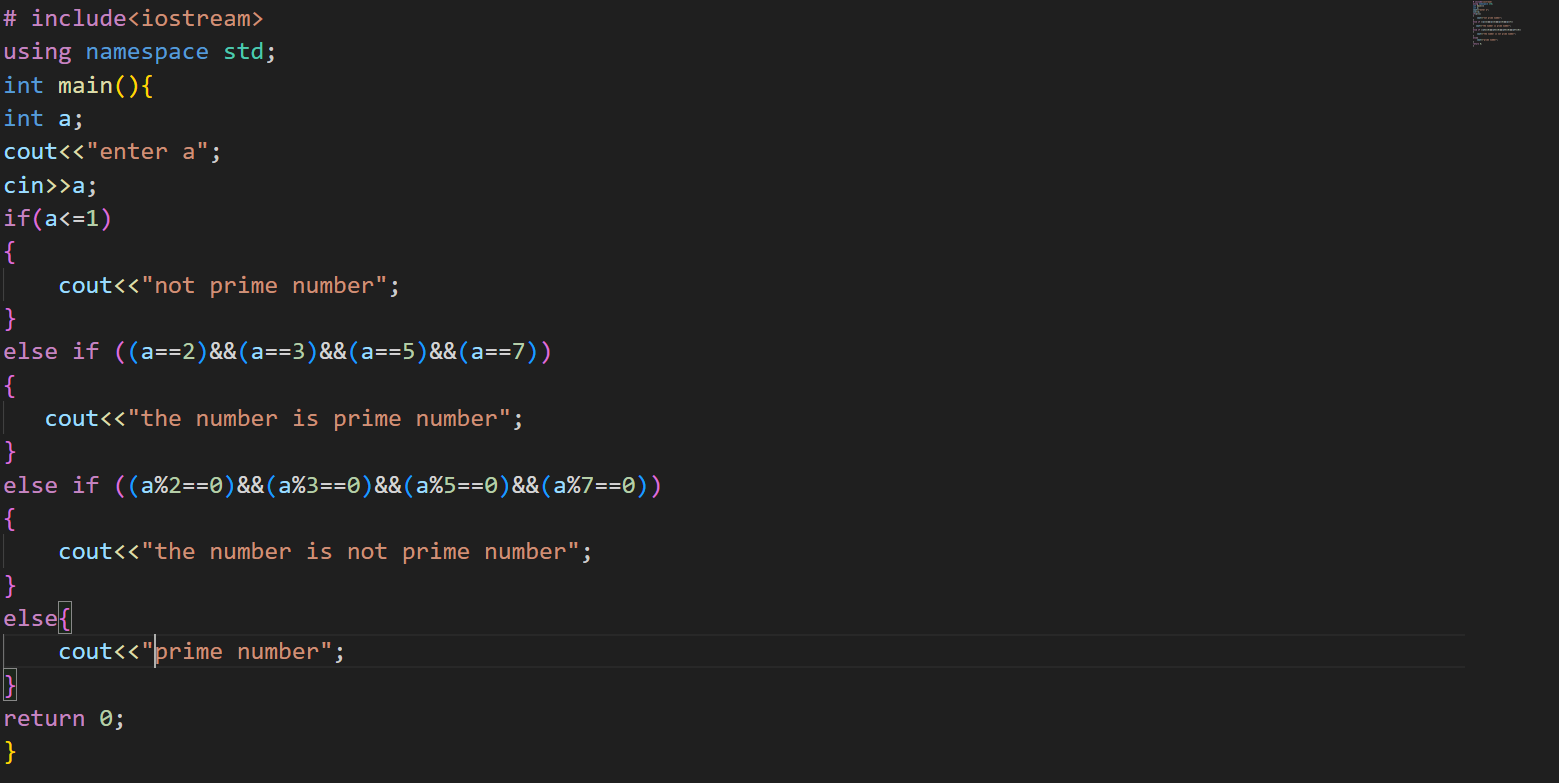 # include<iostream>
using namespace std;
int main(){
int a;
cout<<"enter a";
cin>>a;
if(a<=1)
{
    cout<<"not prime number";
}
else if ((a==2)&&(a==3)&&(a==5)&&(a==7))
{
   cout<<"the number is prime number";
}
else if ((a%2==0)&&(a%3==0)&&(a%5==0)&&(a%7==0))
{
    cout<<"the number is not prime number";
}
else{
    cout<<"prime number";
}
return 0;
}